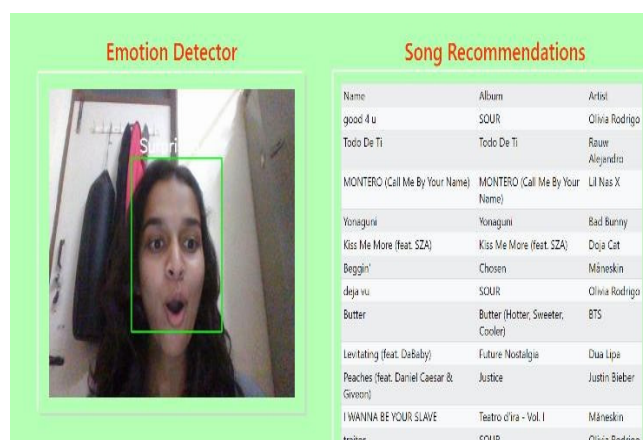 Emotion Detector
Song Recommendations
Name Album Artist
good 4 u SOUR Olivia Rodrigo
Todo De Ti Todo De Ti Rauw
Alejandro
MONTERO (Call Me By Your Name) MONTERO (Call Me By Your Lil Nas X
Name)
Yonaguni Yonaguni Bad Bunny
Kiss Me More (feat. SZA) Kiss Me More (feat. SZA) Doja Cat
Beggin' Chosen Måneskin
deja vu SOUR Olivia Rodrigo
Butter Butter (Hotter, Sweeter, BTS
Cooler)
Levitating (feat. DaBaby) Future Nostalgia Dua Lipa
Peaches (feat. Daniel Caesar & Justice Justin Bieber
Giveon)
I WANNA BE YOUR SLAVE Teatro d'ira - Vol. I Måneskin
traitor SOUR Olivia Rodrigo